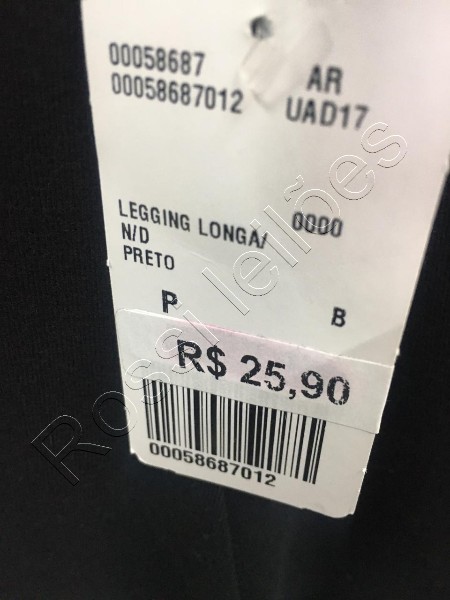 00058687 AR
00058687012 UAD17
LEGGING LONGA/ 0000
N/D
PRETO
P B
R$ 25,90
00058687012
Rossi leilões